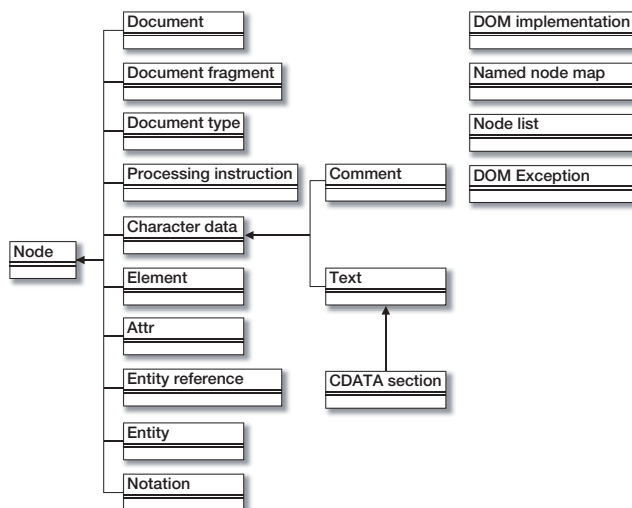 Document
Document fragment
Document type
Processing instruction
Character data
Node
Element
Attr
Entity reference
Entity
Notation
Comment
Text
CDATA section
DOM implementation
Named node map
Node list
DOM Exception